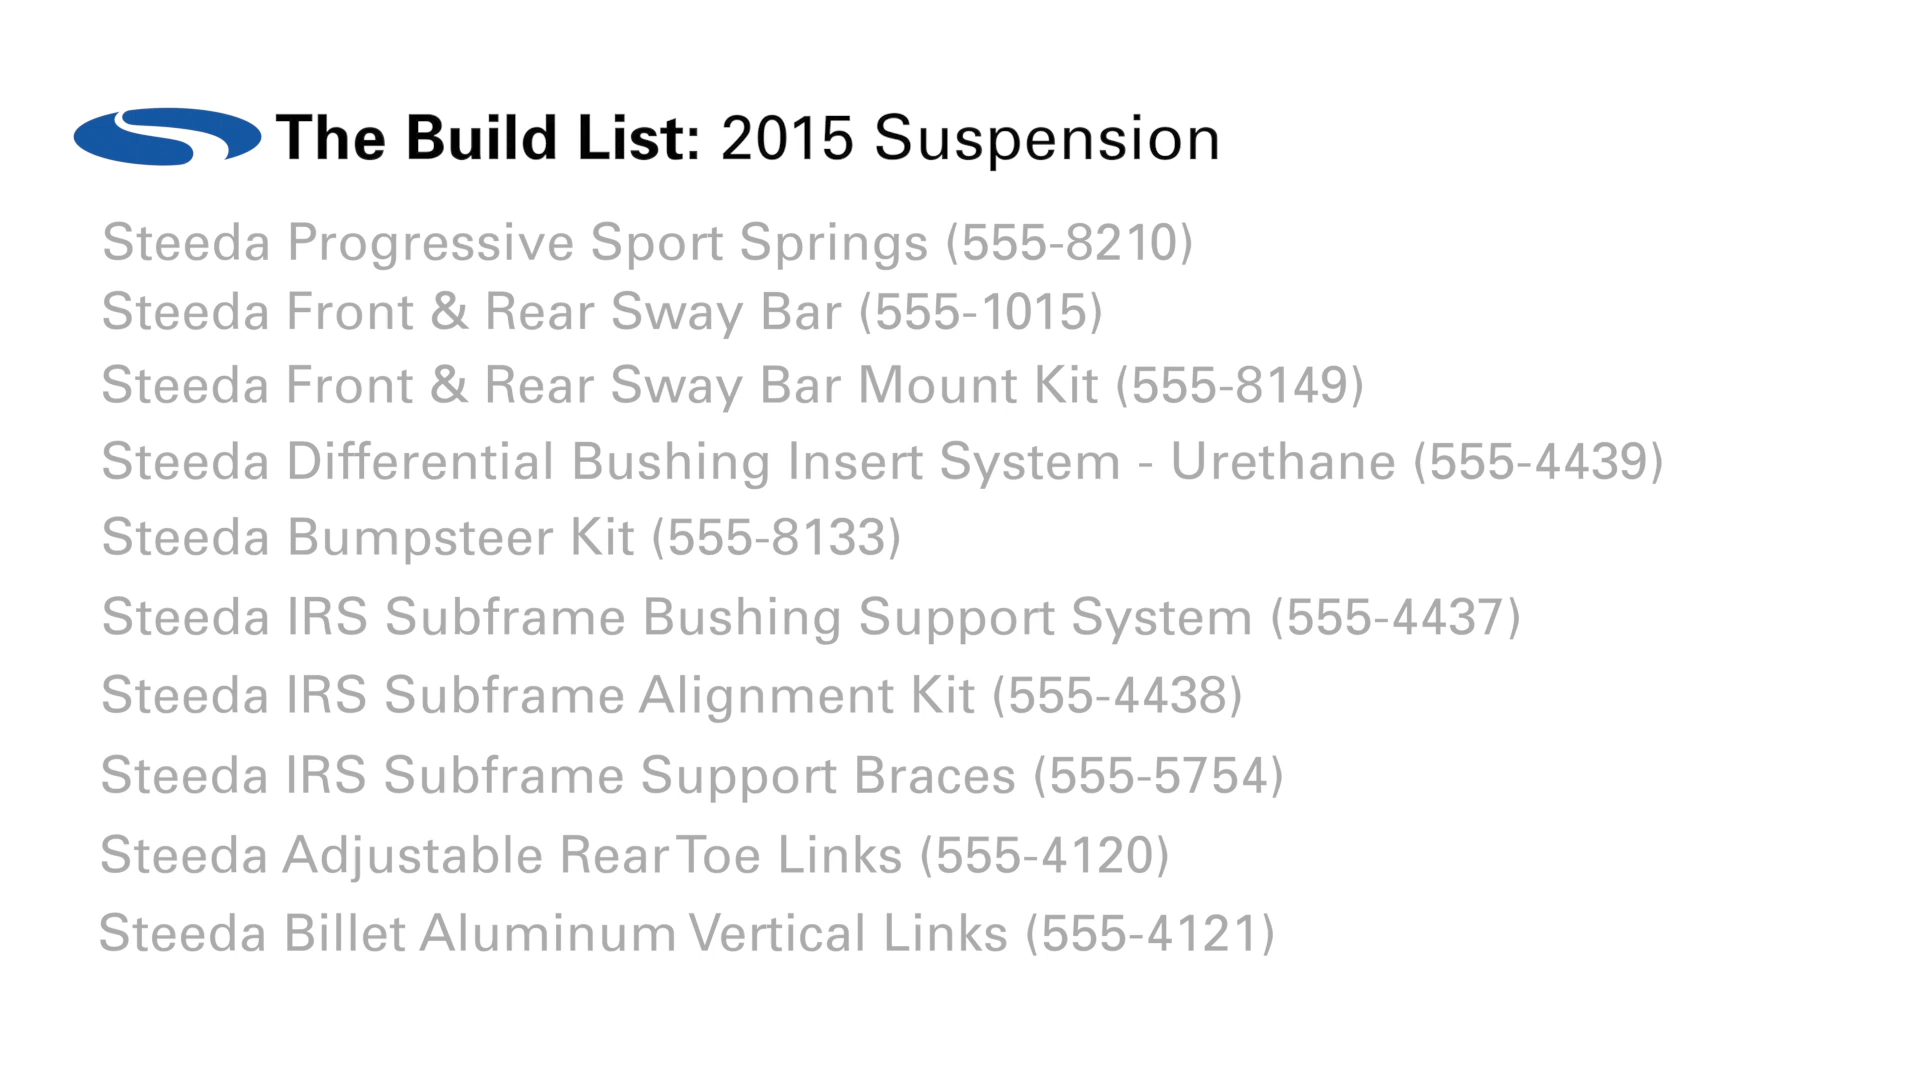 The Build List: 2015 Suspension
Steeda Progressive Sport Springs (555-8210)
Steeda Front & Rear Sway Bar (555-1015)
Steeda Front & Rear Sway Bar Mount Kit (555-8149)
Steeda Differential Bushing Insert System - Urethane (555-4439)
Steeda Bumpsteer Kit (555-8133)
Steeda IRS Subframe Bushing Support System (555-4437)
Steeda IRS Subframe Alignment Kit (555-4438)
Steeda IRS Subframe Support Braces (555-5754)
Steeda Adjustable Rear Toe Links (555-4120)
Steeda Billet Aluminum Vertical Links (555-4121)